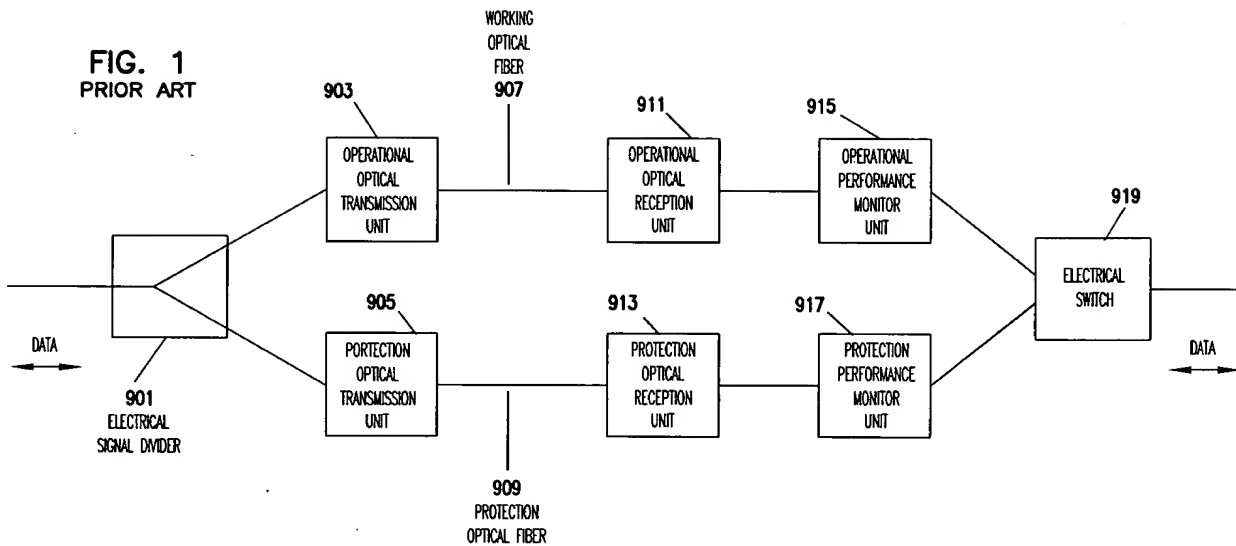 FIG. 1
PRIOR ART
WORKING
OPTICAL
FIBER
907
903
OPERATIONAL
OPTICAL
TRANSMISSION
UNIT
911
OPERATIONAL
OPTICAL
RECEPTION
UNIT
915
OPERATIONAL
PERFORMANCE
MONITOR
UNIT
919
ELECTRICAL
SWITCH
DATA
901
ELECTRICAL
SIGNAL DIVIDER
905
PORTECTION
OPTICAL
TRANSMISSION
UNIT
909
PROTECTION
OPTICAL FIBER
913
PROTECTION
OPTICAL
RECEPTION
UNIT
917
PROTECTION
PERFORMANCE
MONITOR
UNIT
DATA